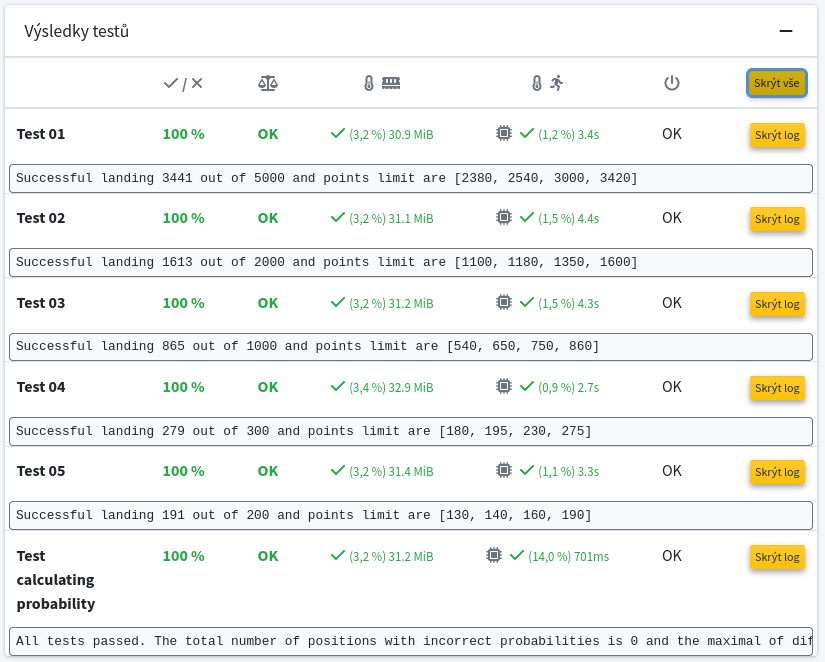 Výsledky testů
/ Skrýt vše
Test 01 100 % OK (3,2 %) 30.9 MiB (1,2 %) 3.4s OK Skrýt log
Successful landing 3441 out of 5000 and points limit are [2380, 2540, 3000, 3420]
Test 02 100 % OK (3,2 %) 31.1 MiB (1,5 %) 4.4s OK Skrýt log
Successful landing 1613 out of 2000 and points limit are [1100, 1180, 1350, 1600]
Test 03 100 % OK (3,2 %) 31.2 MiB (1,5 %) 4.3s OK Skrýt log
Successful landing 865 out of 1000 and points limit are [540, 650, 750, 860]
Test 04 100 % OK (3,4 %) 32.9 MiB (0,9 %) 2.7s OK Skrýt log
Successful landing 279 out of 300 and points limit are [180, 195, 230, 275]
Test 05 100 % OK (3,2 %) 31.4 MiB (1,1 %) 3.3s OK Skrýt log
Successful landing 191 out of 200 and points limit are [130, 140, 160, 190]
Test 100 % OK (3,2 %) 31.2 MiB (14,0 %) 701ms OK Skrýt log
calculating
probability
All tests passed. The total number of positions with incorrect probabilities is 0 and the maximal of dif